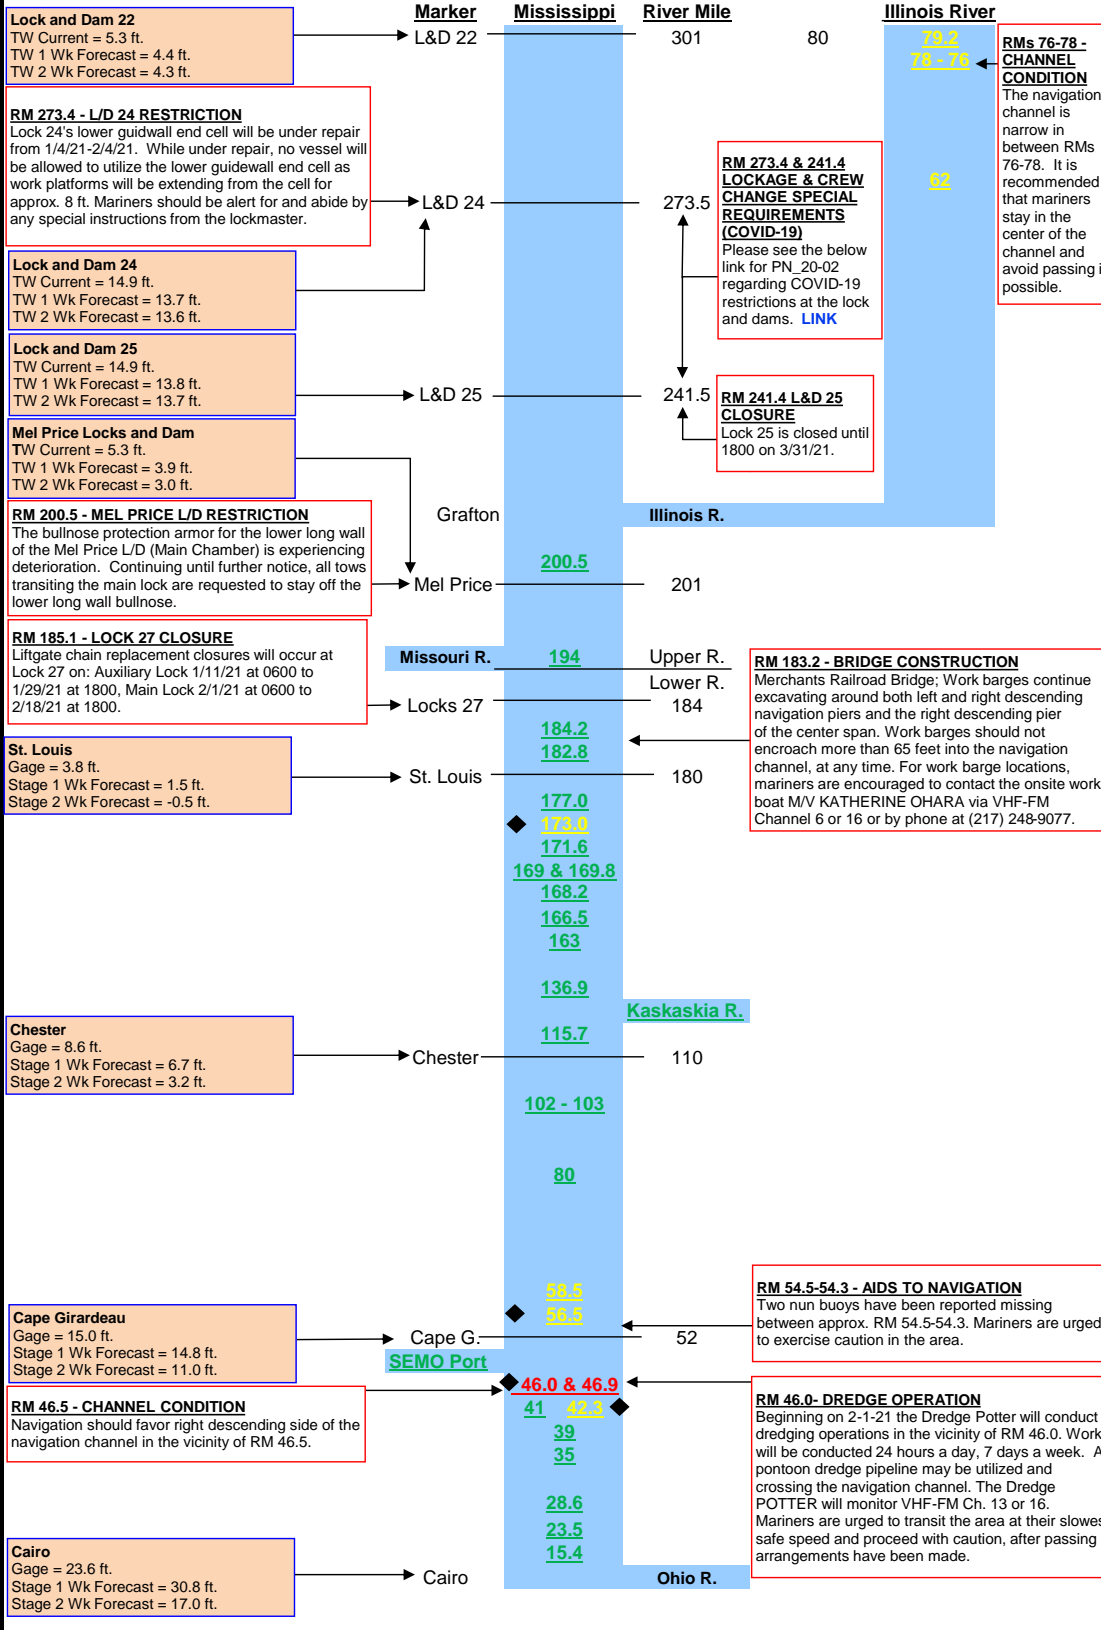 Marker
Mississippi
River Mile
Illinois River
Lock and Dam 22
TW Current = 5.3 ft.
TW 1 Wk Forecast = 4.4 ft.
TW 2 Wk Forecast = 4.3 ft.
L&D 22
301
80
79.2
78 - 76
RMs 76-78 -
CHANNEL
CONDITION
The navigation
channel is
narrow in
between RMs
76-78. It is
recommended
that mariners
stay in the
center of the
channel and
avoid passing i
possible.
RM 273.4 - L/D 24 RESTRICTION
Lock 24's lower guidwall end cell will be under repair
from 1/4/21-2/4/21. While under repair, no vessel will
be allowed to utilize the lower guidewall end cell as
work platforms will be extending from the cell for
approx. 8 ft. Mariners should be alert for and abide by
any special instructions from the lockmaster.
L&D 24
273.5
RM 273.4 & 241.4
LOCKAGE & CREW
CHANGE SPECIAL
REQUIREMENTS
(COVID-19)
Please see the below
link for PN_20-02
regarding COVID-19
restrictions at the lock
and dams. LINK
62
Lock and Dam 24
TW Current = 14.9 ft.
TW 1 Wk Forecast = 13.7 ft.
TW 2 Wk Forecast = 13.6 ft.
Lock and Dam 25
TW Current = 14.9 ft.
TW 1 Wk Forecast = 13.8 ft.
TW 2 Wk Forecast = 13.7 ft.
L&D 25
241.5
RM 241.4 L&D 25
CLOSURE
Lock 25 is closed until
1800 on 3/31/21.
Mel Price Locks and Dam
TW Current = 5.3 ft.
TW 1 Wk Forecast = 3.9 ft.
TW 2 Wk Forecast = 3.0 ft.
Grafton
Illinois R.
RM 200.5 - MEL PRICE L/D RESTRICTION
The bullnose protection armor for the lower long wall
of the Mel Price L/D (Main Chamber) is experiencing
deterioration. Continuing until further notice, all tows
transiting the main lock are requested to stay off the
lower long wall bullnose.
200.5
Mel Price
201
RM 185.1 - LOCK 27 CLOSURE
Liftgate chain replacement closures will occur at
Lock 27 on: Auxiliary Lock 1/11/21 at 0600 to
1/29/21 at 1800, Main Lock 2/1/21 at 0600 to
2/18/21 at 1800.
Missouri R.
194
Upper R.
Lower R.
Locks 27
184
RM 183.2 - BRIDGE CONSTRUCTION
Merchants Railroad Bridge; Work barges continue
excavating around both left and right descending
navigation piers and the right descending pier
of the center span. Work barges should not
encroach more than 65 feet into the navigation
channel, at any time. For work barge locations,
mariners are encouraged to contact the onsite work
boat M/V KATHERINE OHARA via VHF-FM
Channel 6 or 16 or by phone at (217) 248-9077.
184.2
182.8
St. Louis
Gage = 3.8 ft.
Stage 1 Wk Forecast = 1.5 ft.
Stage 2 Wk Forecast = -0.5 ft.
St. Louis
180
177.0
173.0
171.6
169 & 169.8
168.2
166.5
163
136.9
Kaskaskia R.
115.7
Chester
Gage = 8.6 ft.
Stage 1 Wk Forecast = 6.7 ft.
Stage 2 Wk Forecast = 3.2 ft.
Chester
110
102 - 103
80
58.5
56.5
RM 54.5-54.3 - AIDS TO NAVIGATION
Two nun buoys have been reported missing
between approx. RM 54.5-54.3. Mariners are urged
to exercise caution in the area.
Cape Girardeau
Gage = 15.0 ft.
Stage 1 Wk Forecast = 14.8 ft.
Stage 2 Wk Forecast = 11.0 ft.
Cape G.
52
SEMO Port
46.0 & 46.9
41 42.3
39
35
RM 46.5 - CHANNEL CONDITION
Navigation should favor right descending side of the
navigation channel in the vicinity of RM 46.5.
RM 46.0- DREDGE OPERATION
Beginning on 2-1-21 the Dredge Potter will conduct
dredging operations in the vicinity of RM 46.0. Work
will be conducted 24 hours a day, 7 days a week. A
pontoon dredge pipeline may be utilized and
crossing the navigation channel. The Dredge
POTTER will monitor VHF-FM Ch. 13 or 16.
Mariners are urged to transit the area at their slowes
safe speed and proceed with caution, after passing
arrangements have been made.
28.6
23.5
15.4
Cairo
Gage = 23.6 ft.
Stage 1 Wk Forecast = 30.8 ft.
Stage 2 Wk Forecast = 17.0 ft.
Cairo
Ohio R.